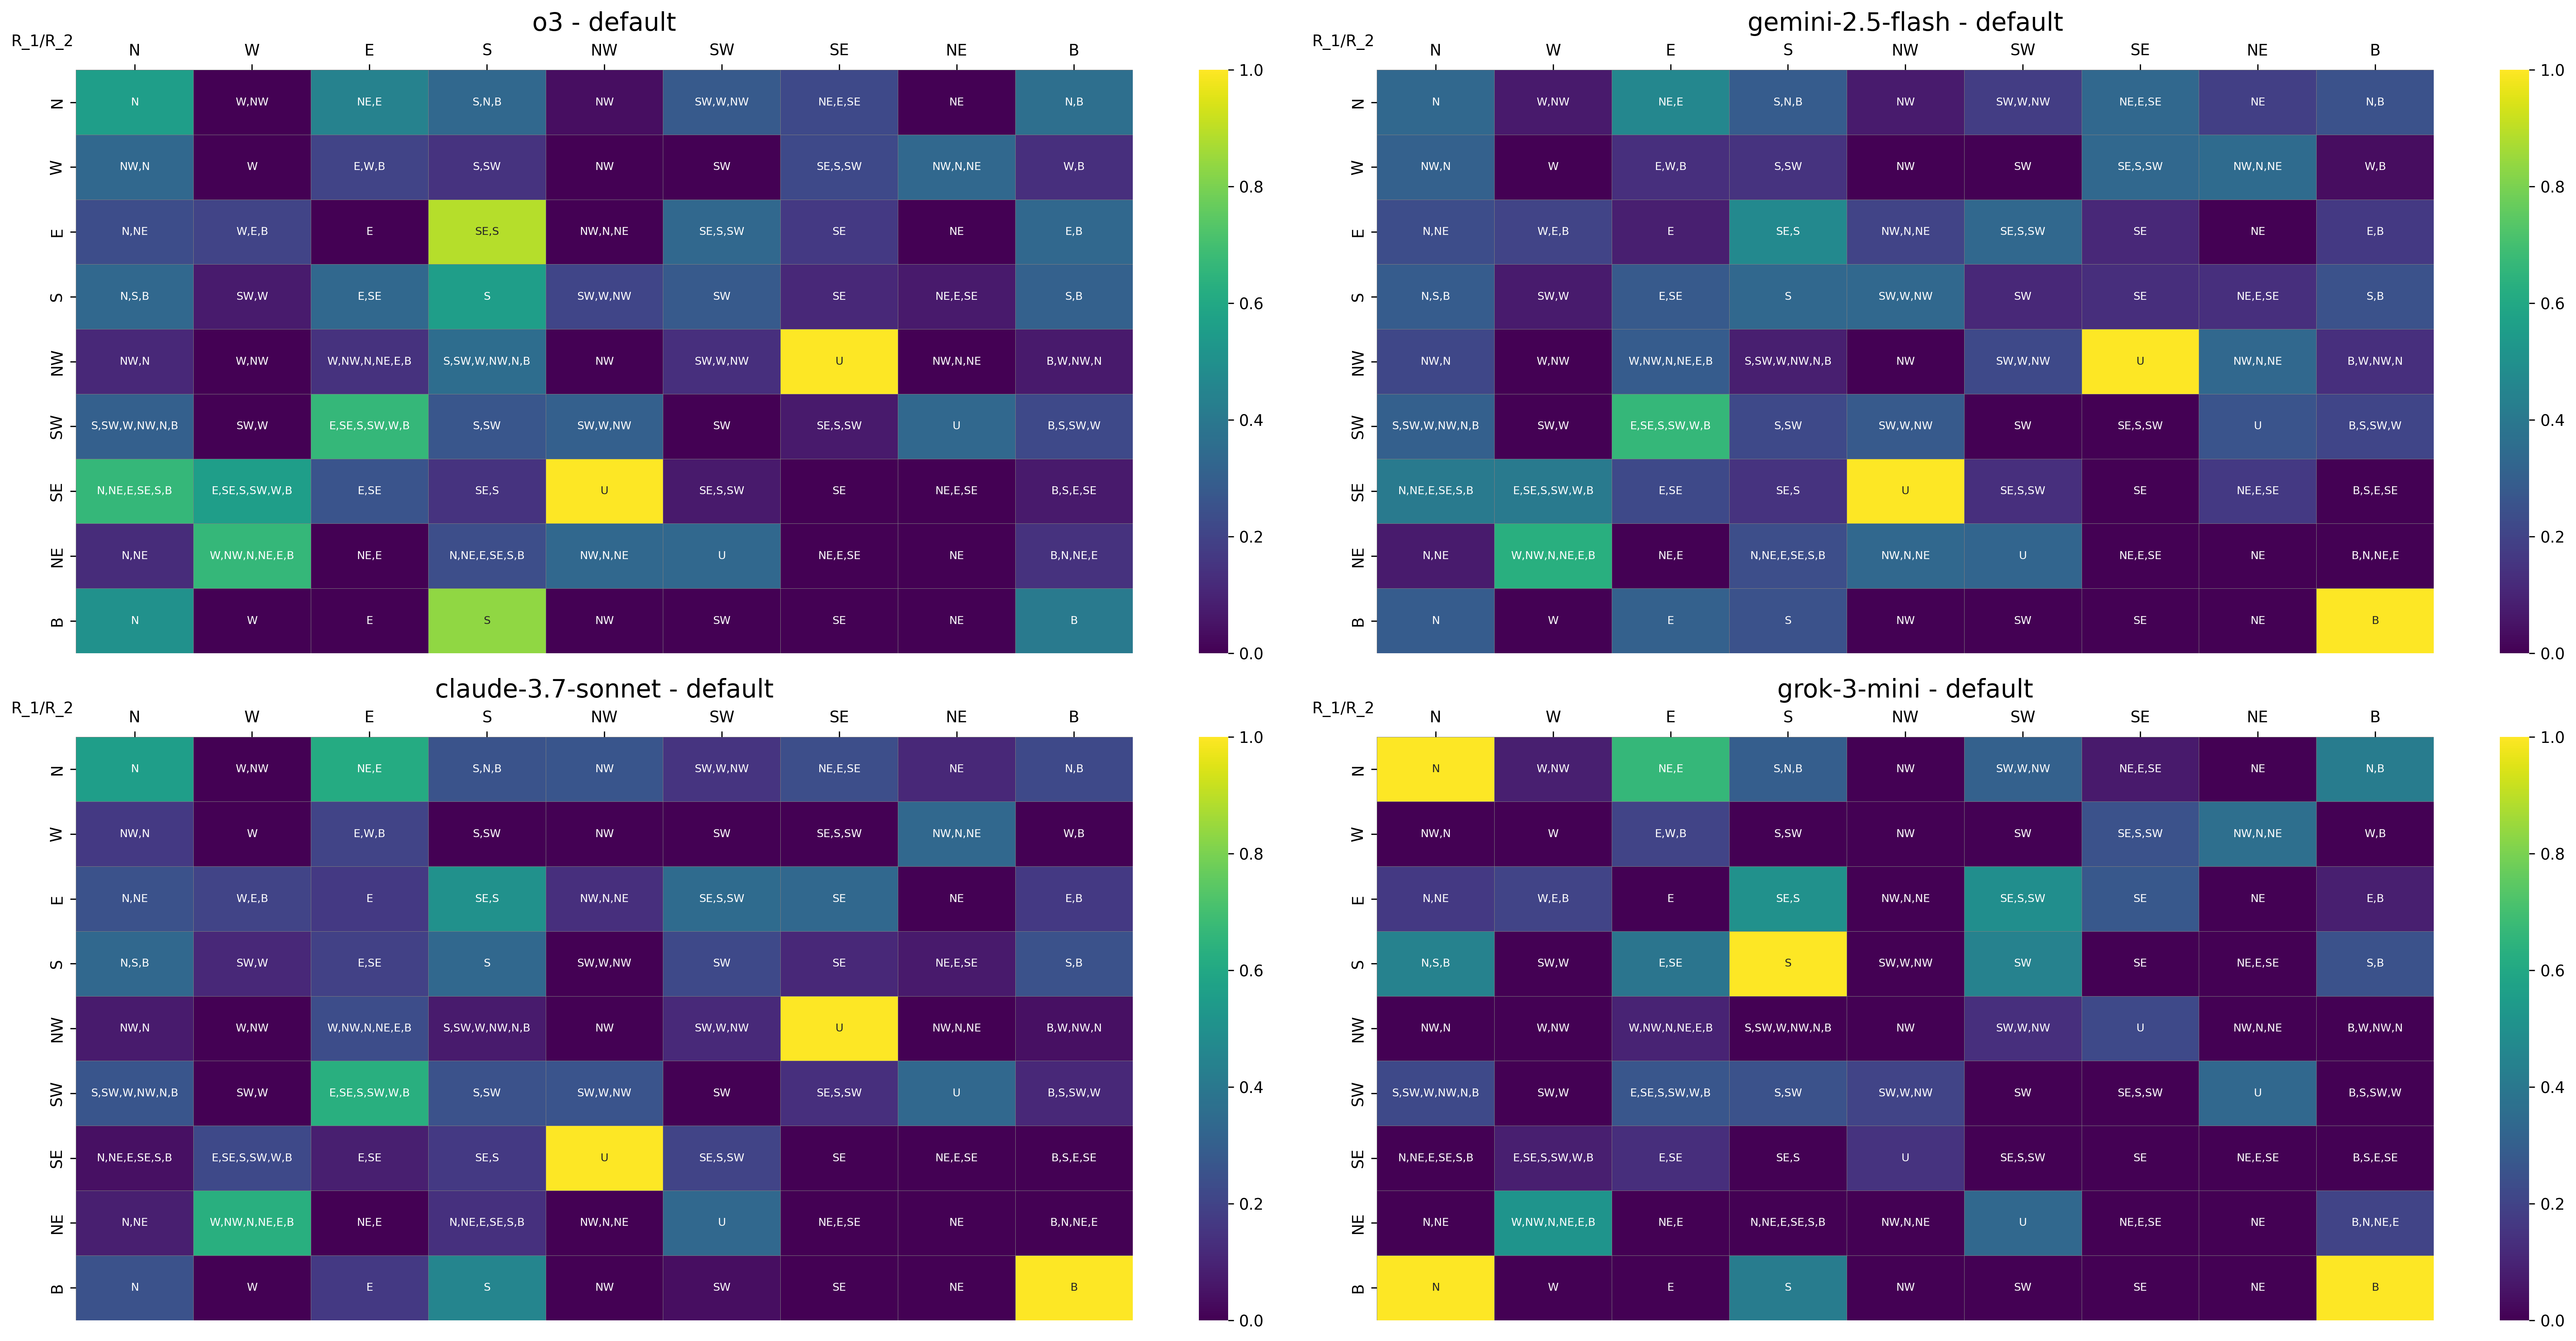 o3 - default
R_1/R_2 N W E S NW SW SE NE B
N N W,NW NE,E S,N,B NW SW,W,NW NE,E,SE NE N,B
W NW,N W E,W,B S,SW NW SW SE,S,SW NW,N,NE W,B
E N,NE W,E,B E SE,S NW,N,NE SE,S,SW SE NE E,B
S N,S,B SW,W E,SE S SW,W,NW SW SE NE,E,SE S,B
NW NW,N W,NW W,NW,N,NE,E,B S,SW,W,NW,N,B NW SW,W,NW U NW,N,NE B,W,NW,N
SW S,SW,W,NW,N,B SW,W E,SE,S,SW,W,B S,SW SW,W,NW SW SE,S,SW U B,S,SW,W
SE N,NE,E,SE,S,B E,SE,S,SW,W,B E,SE SE,S U SE,S,SW SE NE,E,SE B,S,E,SE
NE N,NE W,NW,N,NE,E,B NE,E N,NE,E,SE,S,B NW,N,NE U NE,E,SE NE B,N,NE,E
B N W E S NW SW SE NE B
1.0
0.8
0.6
0.4
0.2
0.0
gemini-2.5-flash - default
R_1/R_2 N W E S NW SW SE NE B
N N W,NW NE,E S,N,B NW SW,W,NW NE,E,SE NE N,B
W NW,N W E,W,B S,SW NW SW SE,S,SW NW,N,NE W,B
E N,NE W,E,B E SE,S NW,N,NE SE,S,SW SE NE E,B
S N,S,B SW,W E,SE S SW,W,NW SW SE NE,E,SE S,B
NW NW,N W,NW W,NW,N,NE,E,B S,SW,W,NW,N,B NW SW,W,NW U NW,N,NE B,W,NW,N
SW S,SW,W,NW,N,B SW,W E,SE,S,SW,W,B S,SW SW,W,NW SW SE,S,SW U B,S,SW,W
SE N,NE,E,SE,S,B E,SE,S,SW,W,B E,SE SE,S U SE,S,SW SE NE,E,SE B,S,E,SE
NE N,NE W,NW,N,NE,E,B NE,E N,NE,E,SE,S,B NW,N,NE U NE,E,SE NE B,N,NE,E
B N W E S NW SW SE NE B
1.0
0.8
0.6
0.4
0.2
0.0
claude-3.7-sonnet - default
R_1/R_2 N W E S NW SW SE NE B
N N W,NW NE,E S,N,B NW SW,W,NW NE,E,SE NE N,B
W NW,N W E,W,B S,SW NW SW SE,S,SW NW,N,NE W,B
E N,NE W,E,B E SE,S NW,N,NE SE,S,SW SE NE E,B
S N,S,B SW,W E,SE S SW,W,NW SW SE NE,E,SE S,B
NW NW,N W,NW W,NW,N,NE,E,B S,SW,W,NW,N,B NW SW,W,NW U NW,N,NE B,W,NW,N
SW S,SW,W,NW,N,B SW,W E,SE,S,SW,W,B S,SW SW,W,NW SW SE,S,SW U B,S,SW,W
SE N,NE,E,SE,S,B E,SE,S,SW,W,B E,SE SE,S U SE,S,SW SE NE,E,SE B,S,E,SE
NE N,NE W,NW,N,NE,E,B NE,E N,NE,E,SE,S,B NW,N,NE U NE,E,SE NE B,N,NE,E
B N W E S NW SW SE NE B
1.0
0.8
0.6
0.4
0.2
0.0
grok-3-mini - default
R_1/R_2 N W E S NW SW SE NE B
N N W,NW NE,E S,N,B NW SW,W,NW NE,E,SE NE N,B
W NW,N W E,W,B S,SW NW SW SE,S,SW NW,N,NE W,B
E N,NE W,E,B E SE,S NW,N,NE SE,S,SW SE NE E,B
S N,S,B SW,W E,SE S SW,W,NW SW SE NE,E,SE S,B
NW NW,N W,NW W,NW,N,NE,E,B S,SW,W,NW,N,B NW SW,W,NW U NW,N,NE B,W,NW,N
SW S,SW,W,NW,N,B SW,W E,SE,S,SW,W,B S,SW SW,W,NW SW SE,S,SW U B,S,SW,W
SE N,NE,E,SE,S,B E,SE,S,SW,W,B E,SE SE,S U SE,S,SW SE NE,E,SE B,S,E,SE
NE N,NE W,NW,N,NE,E,B NE,E N,NE,E,SE,S,B NW,N,NE U NE,E,SE NE B,N,NE,E
B N W E S NW SW SE NE B
1.0
0.8
0.6
0.4
0.2
0.0